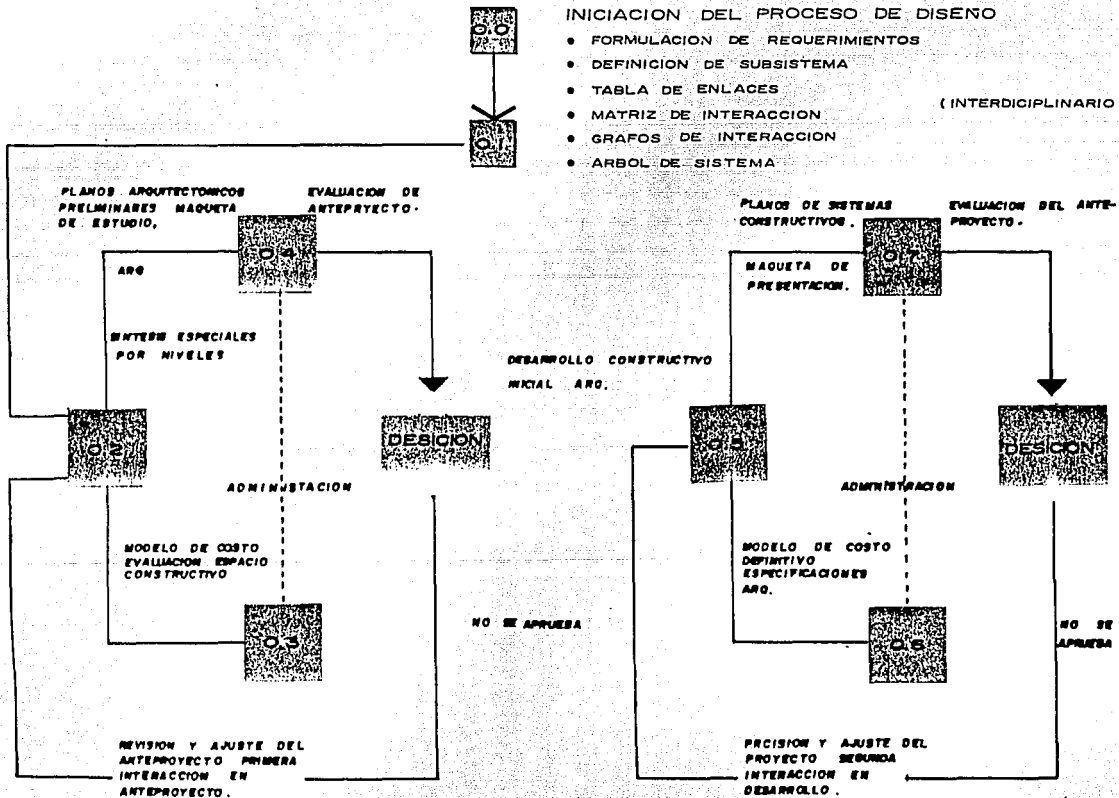 0.0
INICIACION DEL PROCESO DE DISEÑO
• FORMULACION DE REQUERIMIENTOS
• DEFINICION DE SUBSISTEMA
• TABLA DE ENLACES
• MATRIZ DE INTERACCION
• GRAFOS DE INTERACCION
• ARBOL DE SISTEMA
(INTERDICIPLINARIO
0.1
PLANOS ARQUITECTONICOS
PRELIMINARES MAQUETA
DE ESTUDIO,
EVALUACION DE
ANTEPRYECTO.
0.4
ARQ
SINTESIS ESPECIALES
POR NIVELES
0.2
DESICION
ADMINISTACION
MODELO DE COSTO
EVALUACION ESPACIO
CONSTRUCTIVO
0.3
NO SE APRUEBA
REVISION Y AJUSTE DEL
ANTEPROYECTO PRIMERA
INTERACCION EN
ANTEPROYECTO.
PLANOS DE SISTEMAS
CONSTRUCTIVOS.
EVALUACION DEL ANTE-
PROYECTO.
0.7
MAQUETA DE
PRESENTACION.
DESARROLLO CONSTRUCTIVO
INICIAL ARQ.
0.5
DESICION
ADMINISTRACION
MODELO DE COSTO
DEFINITIVO
ESPECIFICACIONES
ARQ.
0.6
NO SE
APRUEBA
PRCISION Y AJUSTE DEL
PROYECTO SEGUNDA
INTERACCION EN
DESARROLLO.